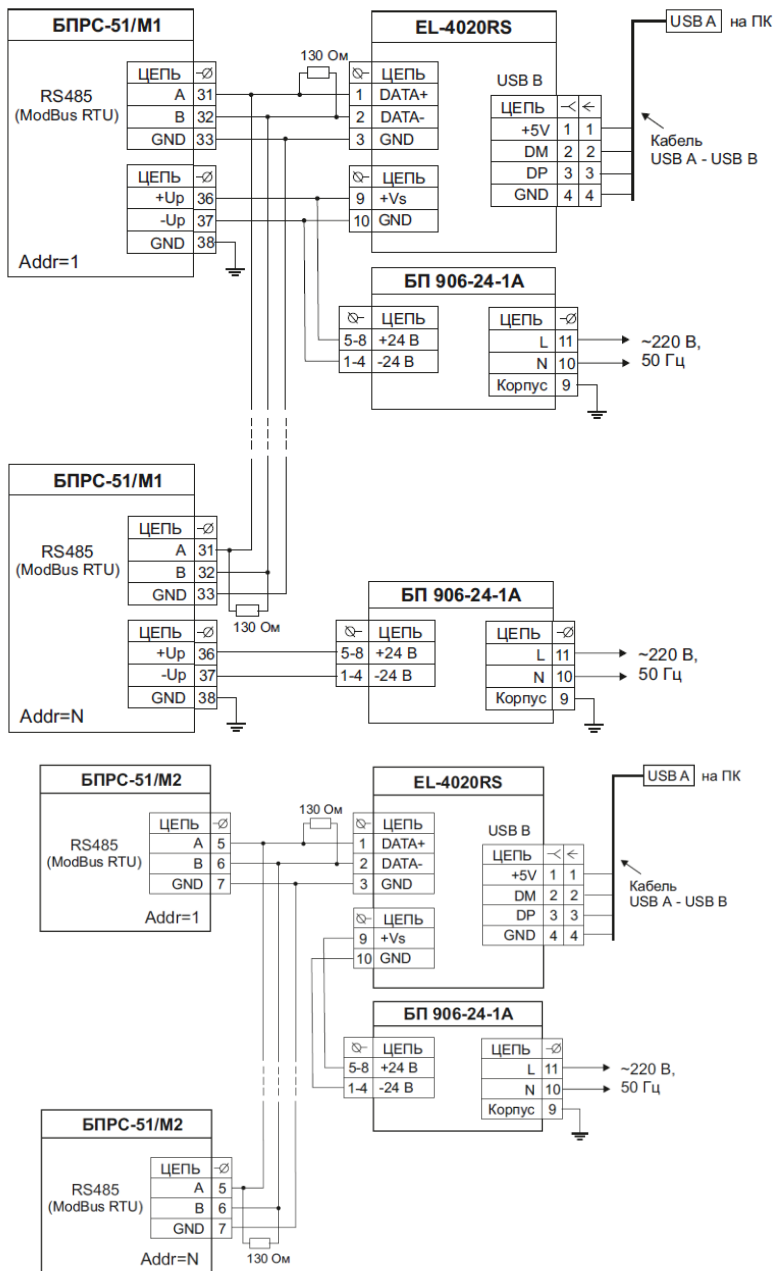 БПРС-51/М1
RS485
(ModBus RTU)
ЦЕПЬ
A 31
B 32
GND 33
ЦЕПЬ
+Up 36
-Up 37
GND 38
Addr=1
130 Ом
EL-4020RS
ЦЕПЬ
1 DATA+
2 DATA-
3 GND
ЦЕПЬ
9 +Vs
10 GND
USB B
ЦЕПЬ
+5V 1 1
DM 2 2
DP 3 3
GND 4 4
USB A на ПК
Кабель
USB A - USB B
БП 906-24-1А
ЦЕПЬ
5-8 +24 В
1-4 -24 В
ЦЕПЬ
L 11
N 10
Корпус 9
~220 В,
50 Гц
БПРС-51/М1
RS485
(ModBus RTU)
ЦЕПЬ
A 31
B 32
GND 33
130 Ом
ЦЕПЬ
+Up 36
-Up 37
GND 38
Addr=N
БП 906-24-1А
ЦЕПЬ
5-8 +24 В
1-4 -24 В
ЦЕПЬ
L 11
N 10
Корпус 9
~220 В,
50 Гц
БПРС-51/М2
RS485
(ModBus RTU)
ЦЕПЬ
A 5
B 6
GND 7
Addr=1
130 Ом
EL-4020RS
ЦЕПЬ
1 DATA+
2 DATA-
3 GND
ЦЕПЬ
9 +Vs
10 GND
USB B
ЦЕПЬ
+5V 1 1
DM 2 2
DP 3 3
GND 4 4
USB A на ПК
Кабель
USB A - USB B
БП 906-24-1А
ЦЕПЬ
5-8 +24 В
1-4 -24 В
ЦЕПЬ
L 11
N 10
Корпус 9
~220 В,
50 Гц
БПРС-51/М2
RS485
(ModBus RTU)
ЦЕПЬ
A 5
B 6
GND 7
Addr=N
130 Ом